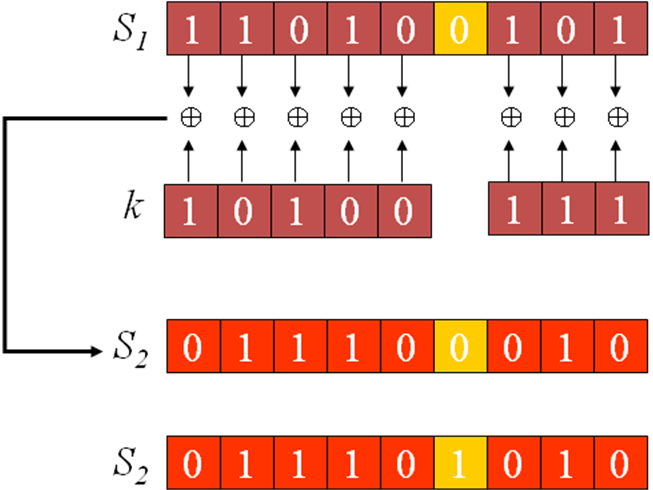 S1 1 1 0 1 0 0 1 0 1
k 1 0 1 0 0 1 1 1
S2 0 1 1 1 0 0 0 1 0
S2 0 1 1 1 0 1 0 1 0